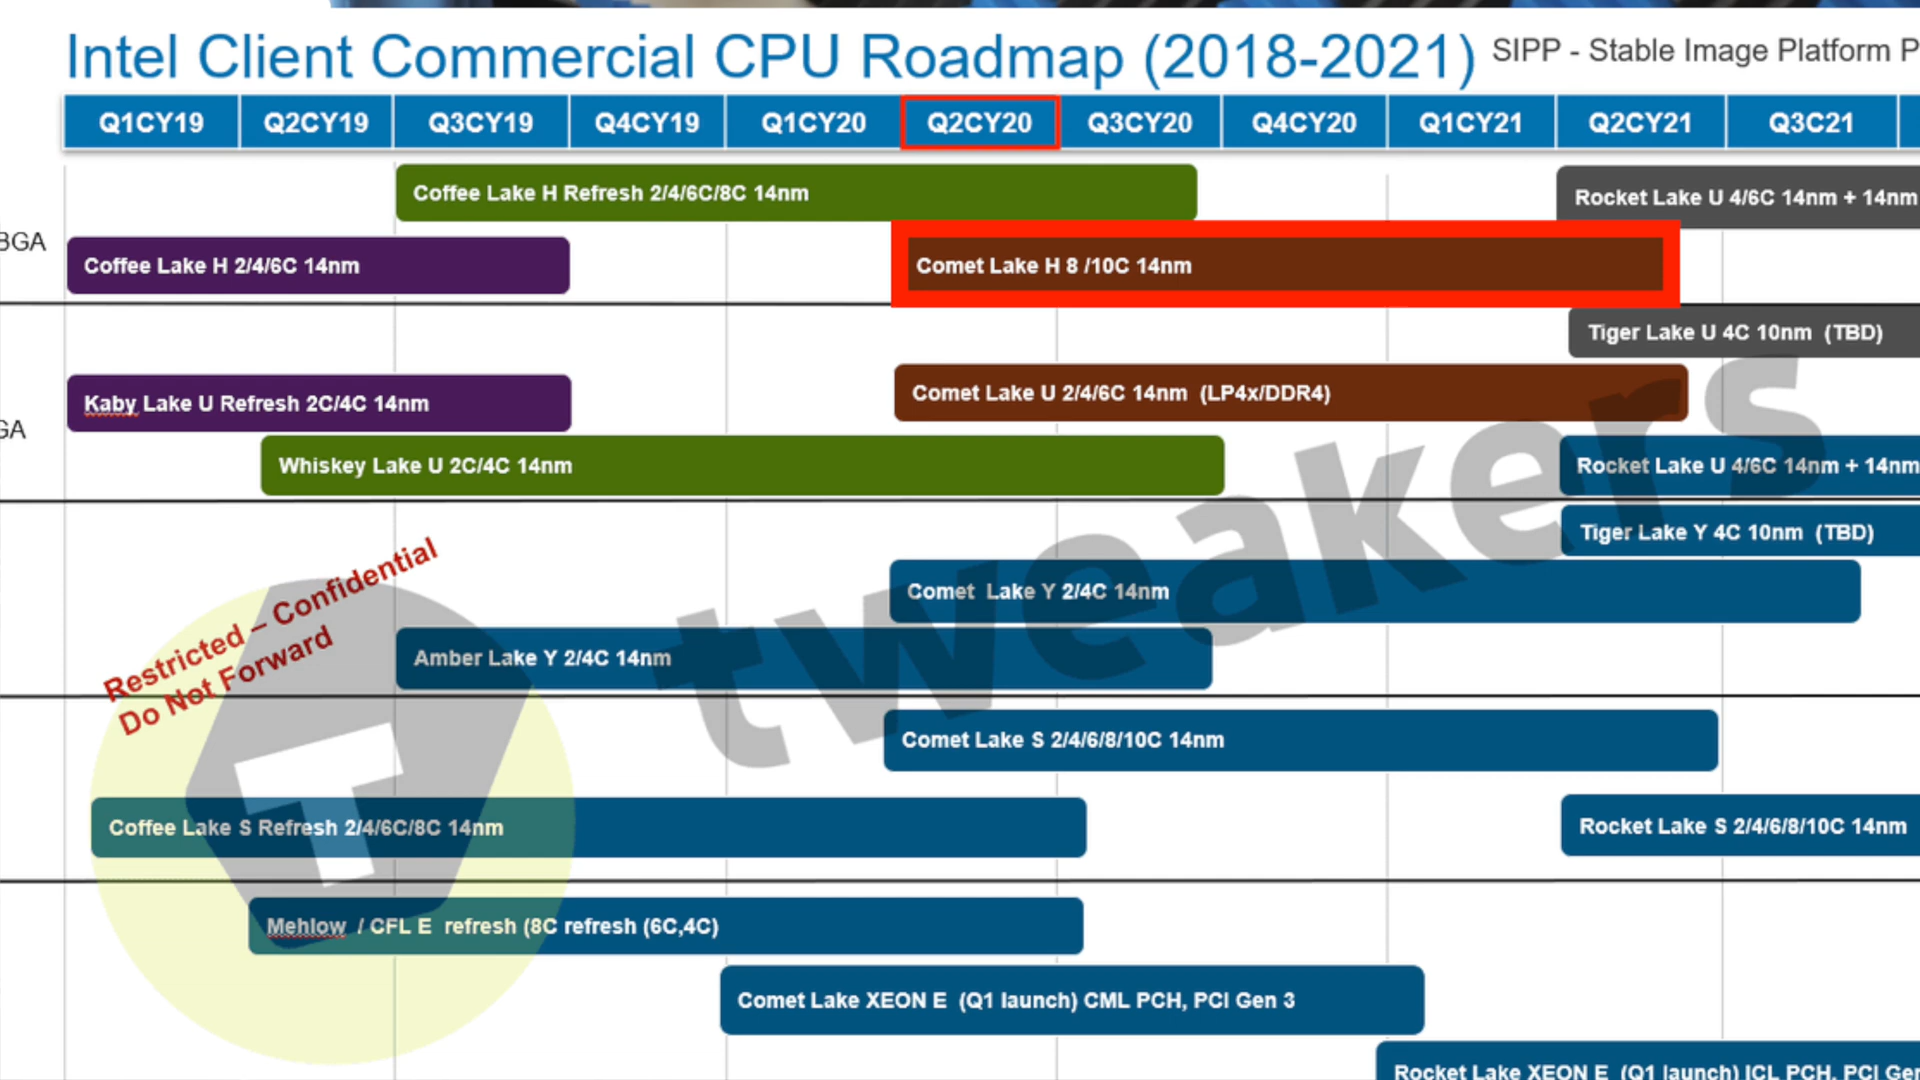 Intel Client Commercial CPU Roadmap (2018-2021) SIPP - Stable Image Platform P
Q1CY19 Q2CY19 Q3CY19 Q4CY19 Q1CY20 Q2CY20 Q3CY20 Q4CY20 Q1CY21 Q2CY21 Q3C21
Coffee Lake H Refresh 2/4/6C/8C 14nm
Rocket Lake U 4/6C 14nm + 14nm
BGA
Coffee Lake H 2/4/6C 14nm
Comet Lake H 8 /10C 14nm
Tiger Lake U 4C 10nm (TBD)
Comet Lake U 2/4/6C 14nm (LP4x/DDR4)
Kaby Lake U Refresh 2C/4C 14nm
GA
Whiskey Lake U 2C/4C 14nm
Rocket Lake U 4/6C 14nm + 14nm
Tiger Lake Y 4C 10nm (TBD)
Comet Lake Y 2/4C 14nm
Amber Lake Y 2/4C 14nm
Restricted – Confidential
Do Not Forward
tweakers
Comet Lake S 2/4/6/8/10C 14nm
Coffee Lake S Refresh 2/4/6C/8C 14nm
Rocket Lake S 2/4/6/8/10C 14nm
Mehlow / CFL E refresh (8C refresh (6C,4C)
Comet Lake XEON E (Q1 launch) CML PCH, PCI Gen 3
Rocket Lake XEON E (Q1 launch) ICL PCH, PCI Gen